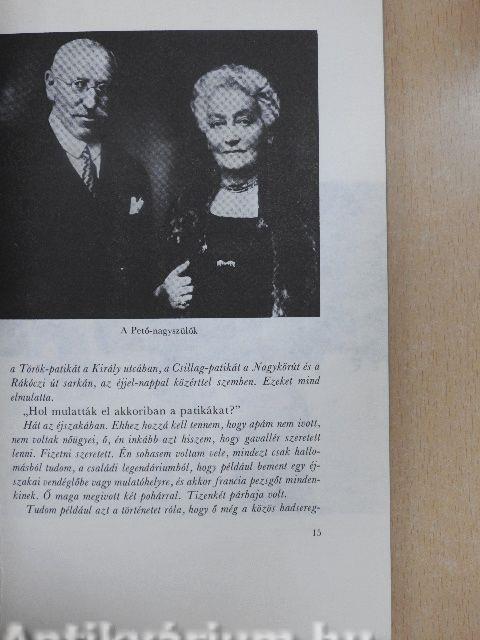 A Pető-nagyszülők
a Török-patikát a Király utcában, a Csillag-patikát a Nagykörút és a
Rákóczi út sarkán, az éjjel-nappal közérttel szemben. Ezeket mind
elmulatta.
„Hol mulatták el akkoriban a patikákat?”
Hát az éjszakában. Ehhez hozzá kell tennem, hogy apám nem ivott,
nem voltak nőügyei, ő, én inkább azt hiszem, hogy gavallér szeretett
lenni. Fizetni szeretett. Én sohasem voltam vele, mindezt csak hallo-
másból tudom, a családi legendáriumból, hogy például bement egy éj-
szakai vendéglőbe vagy mulatóhelyre, és akkor francia pezsgőt minden-
kinek. Ő maga megivott két pohárral. Tizenkét párbaja volt.
Tudom például azt a történetet róla, hogy ő még a közös hadsereg-
15
Antikvárium.hu